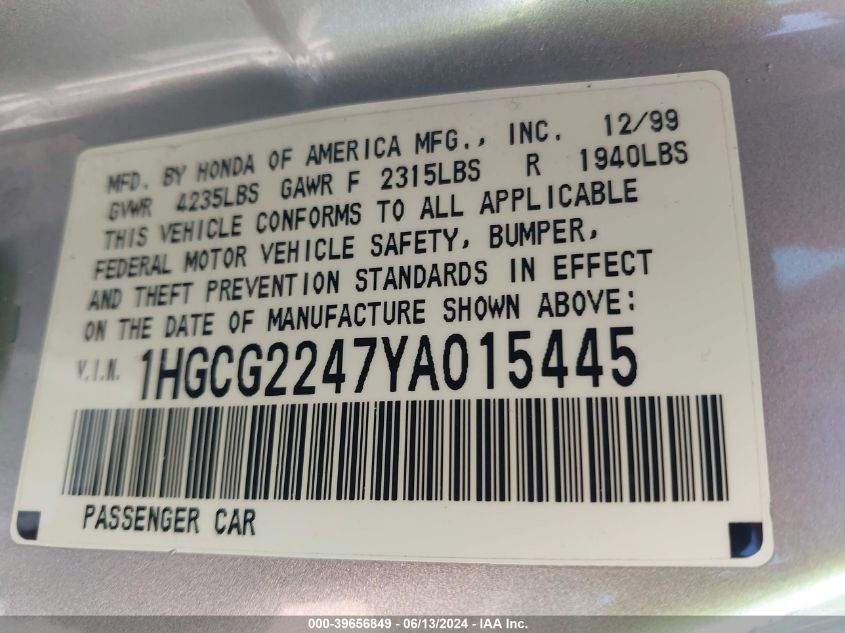 MFD. BY HONDA OF AMERICA MFG., INC. 12/99
GVWR 4235LBS GAWR F 2315LBS R 1940LBS
THIS VEHICLE CONFORMS TO ALL APPLICABLE
FEDERAL MOTOR VEHICLE SAFETY, BUMPER,
AND THEFT PREVENTION STANDARDS IN EFFECT
ON THE DATE OF MANUFACTURE SHOWN ABOVE:
V.I.N. 1HGCG2247YA015445
PASSENGER CAR
000-39656849 - 06/13/2024 - IAAI Inc.